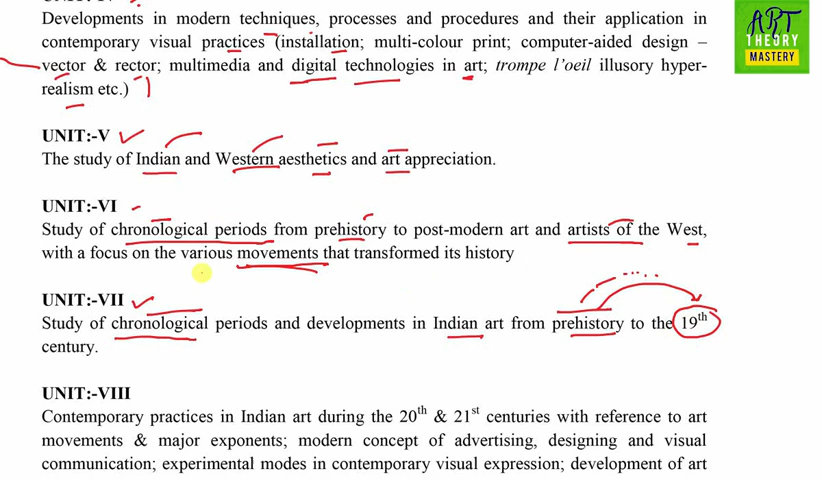 Developments in modern techniques, processes and procedures and their application in
contemporary visual practices (installation; multi-colour print; computer-aided design –
vector & rector; multimedia and digital technologies in art; trompe l’oeil illusory hyper-
realism etc.)
ART
THEORY
MASTERY
UNIT:-V
The study of Indian and Western aesthetics and art appreciation.
UNIT:-VI
Study of chronological periods from prehistory to post-modern art and artists of the West,
with a focus on the various movements that transformed its history
UNIT:-VII
Study of chronological periods and developments in Indian art from prehistory to the 19th
century.
UNIT:-VIII
Contemporary practices in Indian art during the 20th & 21st centuries with reference to art
movements & major exponents; modern concept of advertising, designing and visual
communication; experimental modes in contemporary visual expression; development of art